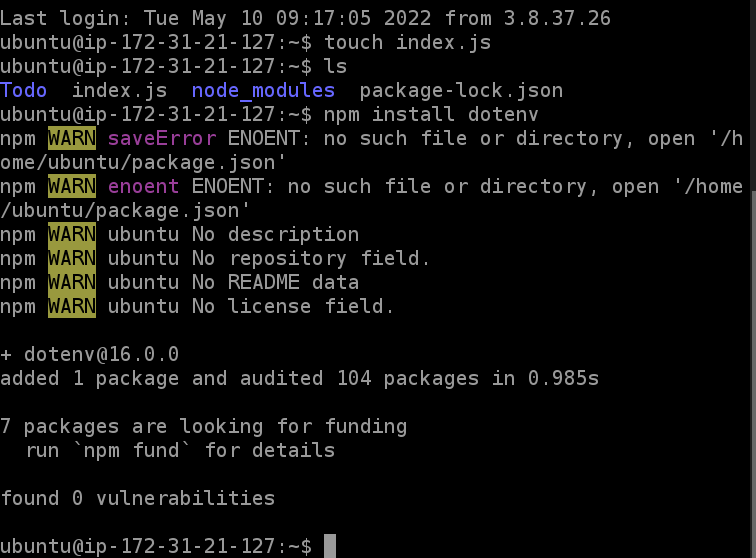 Last login: Tue May 10 09:17:05 2022 from 3.8.37.26
ubuntu@ip-172-31-21-127:~$ touch index.js
ubuntu@ip-172-31-21-127:~$ ls
Todo  index.js  node_modules  package-lock.json
ubuntu@ip-172-31-21-127:~$ npm install dotenv
npm WARN saveError ENOENT: no such file or directory, open '/h
ome/ubuntu/package.json'
npm WARN enoent ENOENT: no such file or directory, open '/home
/ubuntu/package.json'
npm WARN ubuntu No description
npm WARN ubuntu No repository field.
npm WARN ubuntu No README data
npm WARN ubuntu No license field.
+ dotenv@16.0.0
added 1 package and audited 104 packages in 0.985s
7 packages are looking for funding
  run `npm fund` for details
found 0 vulnerabilities
ubuntu@ip-172-31-21-127:~$